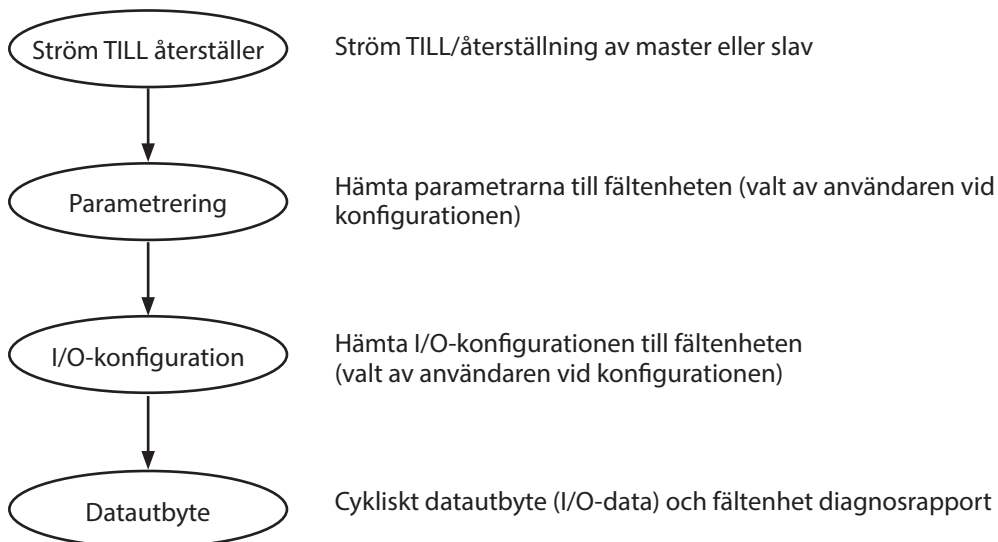 Ström TILL återställer
Ström TILL/återställning av master eller slav
Parametrering
Hämta parametrarna till fältenheten (valt av användaren vid
konfigurationen)
I/O-konfiguration
Hämta I/O-konfigurationen till fältenheten
(valt av användaren vid konfigurationen)
Datautbyte
Cykliskt datautbyte (I/O-data) och fältenhet diagnosrapport